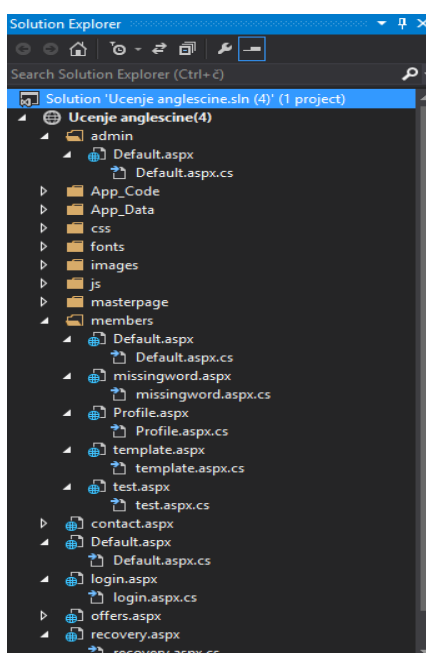 Solution Explorer
Search Solution Explorer (Ctrl+č)
Solution 'Ucenje anglescine.sln (4)' (1 project)
Ucenje anglescine(4)
admin
Default.aspx
Default.aspx.cs
App_Code
App_Data
css
fonts
images
js
masterpage
members
Default.aspx
Default.aspx.cs
missingword.aspx
missingword.aspx.cs
Profile.aspx
Profile.aspx.cs
template.aspx
template.aspx.cs
test.aspx
test.aspx.cs
contact.aspx
Default.aspx
Default.aspx.cs
login.aspx
login.aspx.cs
offers.aspx
recovery.aspx
recovery.aspx.cs